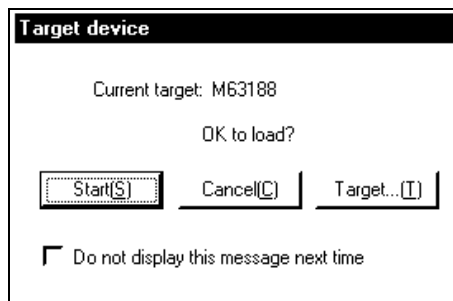 Target device
Current target: M63188
OK to load?
Start(S) Cancel(C) Target...(T)
Do not display this message next time